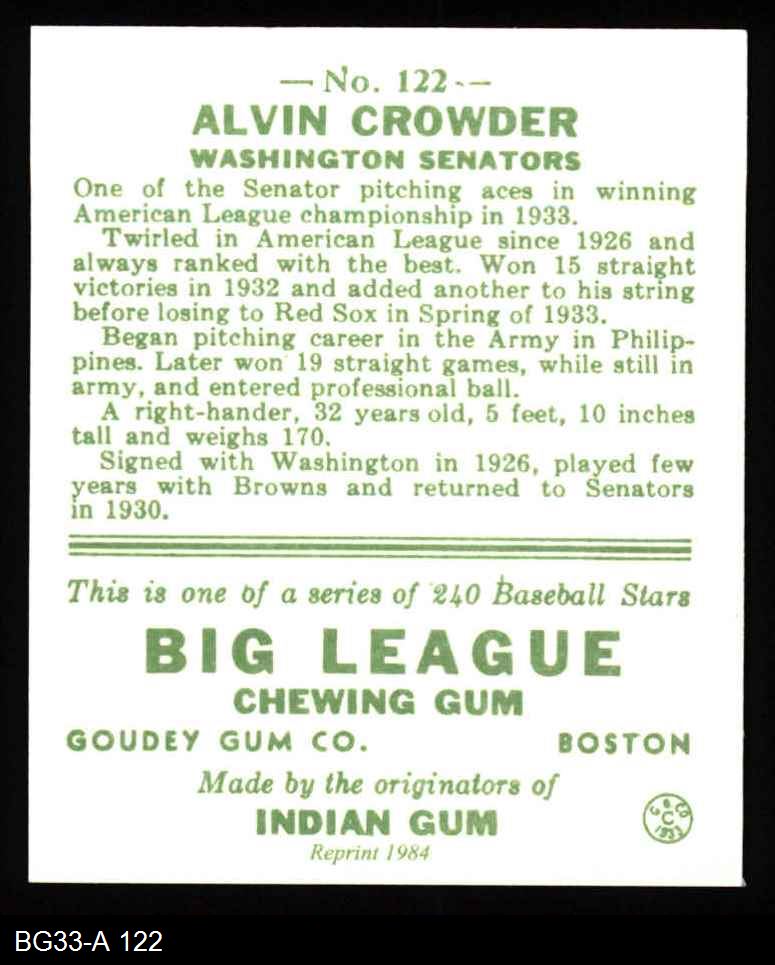 — No. 122 -–
ALVIN CROWDER
WASHINGTON SENATORS
One of the Senator pitching aces in winning
American League championship in 1933.
Twirled in American League since 1926 and
always ranked with the best. Won 15 straight
victories in 1932 and added another to his string
before losing to Red Sox in Spring of 1933.
Began pitching career in the Army in Philip-
pines. Later won 19 straight games, while still in
army, and entered professional ball.
A right-hander, 32 years old, 5 feet, 10 inches
tall and weighs 170.
Signed with Washington in 1926, played few
years with Browns and returned to Senators
in 1930.
This is one of a series of 240 Baseball Stars
BIG LEAGUE
CHEWING GUM
GOUDEY GUM CO. BOSTON
Made by the originators of
INDIAN GUM
G & CO
C
1933
Reprint 1984
BG33-A 122